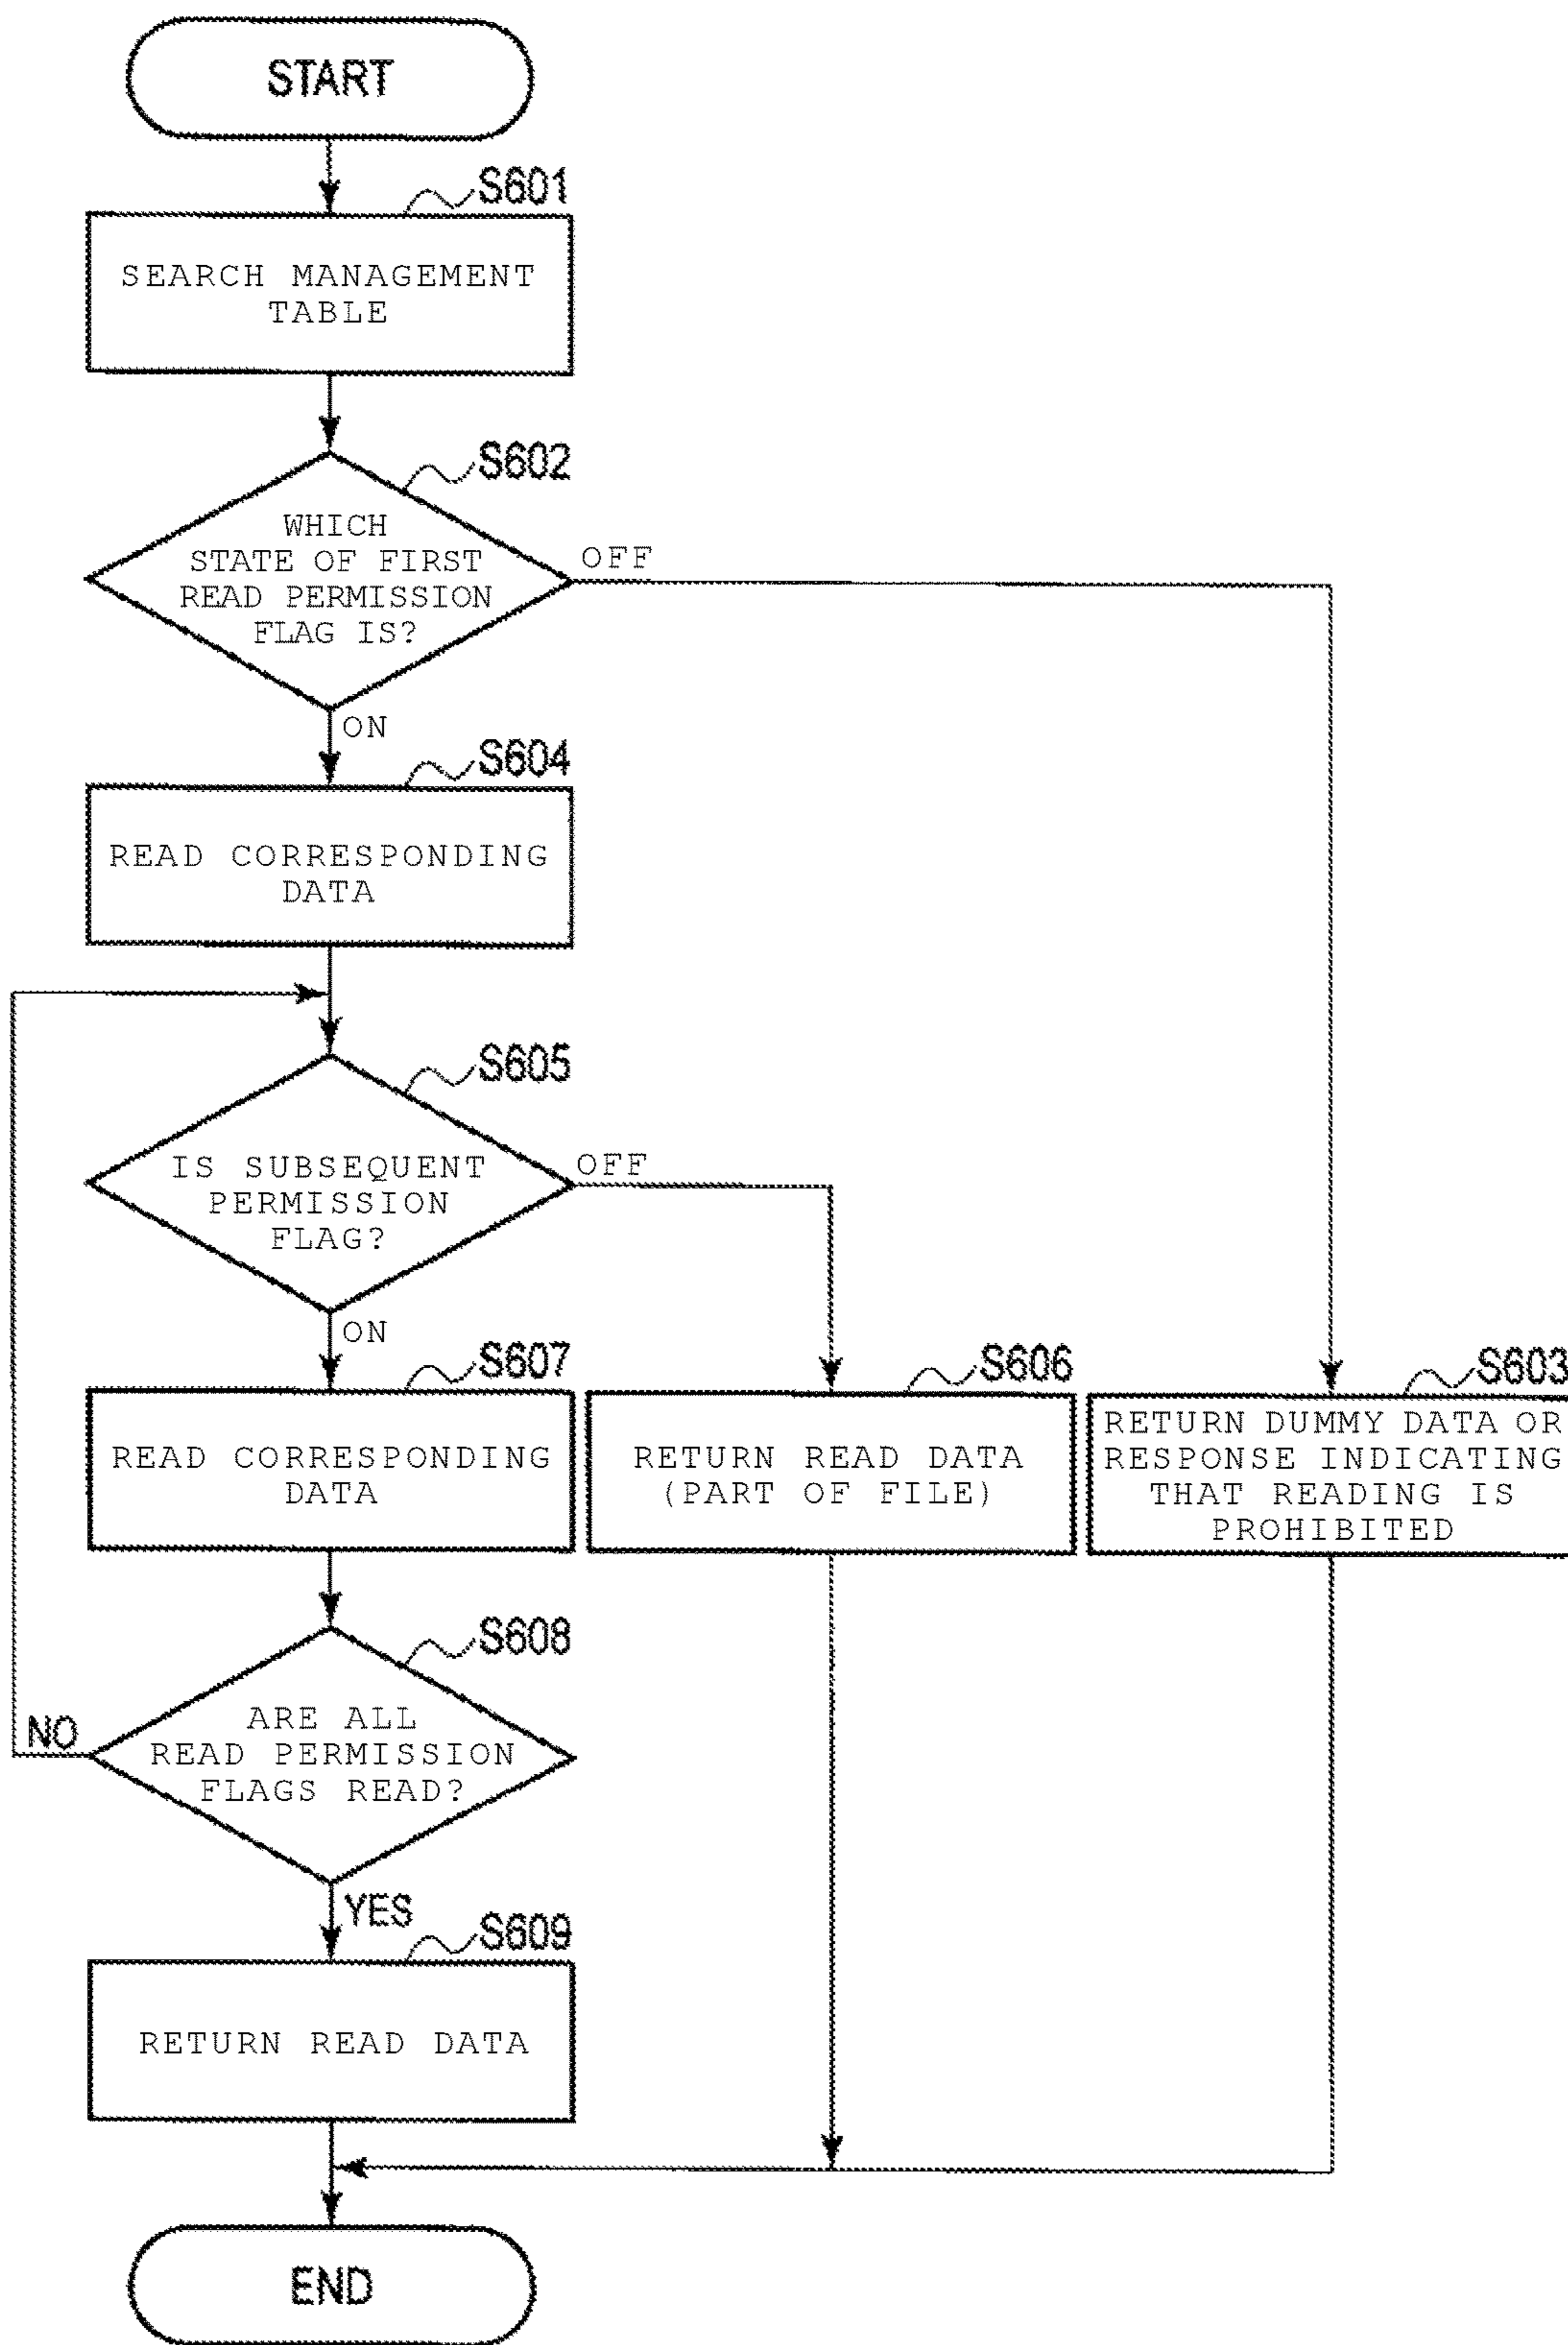 START
S601
SEARCH MANAGEMENT
TABLE
S602
WHICH
STATE OF FIRST
READ PERMISSION
FLAG IS?
OFF
ON
S604
READ CORRESPONDING
DATA
S605
IS SUBSEQUENT
PERMISSION
FLAG?
OFF
ON
S607
READ CORRESPONDING
DATA
S606
RETURN READ DATA
(PART OF FILE)
S603
RETURN DUMMY DATA OR
RESPONSE INDICATING
THAT READING IS
PROHIBITED
S608
ARE ALL
READ PERMISSION
FLAGS READ?
NO
YES
S609
RETURN READ DATA
END